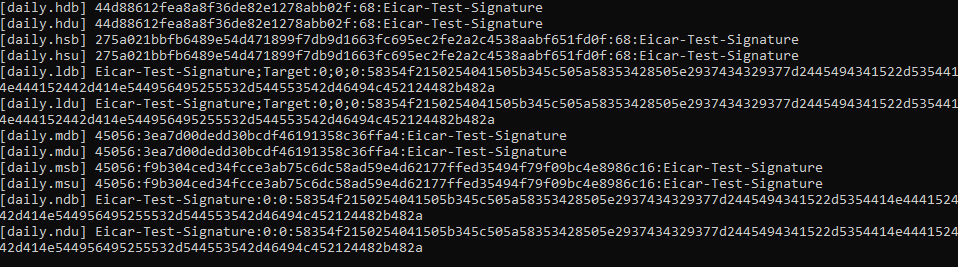 [daily.hdb] 44d88612fea8a8f36de82e1278abb02f:68:Eicar-Test-Signature
[daily.hdu] 44d88612fea8a8f36de82e1278abb02f:68:Eicar-Test-Signature
[daily.hsb] 275a021bbfb6489e54d471899f7db9d1663fc695ec2fe2a2c4538aabf651fd0f:68:Eicar-Test-Signature
[daily.hsu] 275a021bbfb6489e54d471899f7db9d1663fc695ec2fe2a2c4538aabf651fd0f:68:Eicar-Test-Signature
[daily.ldb] Eicar-Test-Signature;Target:0;0;0:58354f2150254041505b345c505a58353428505e2937434329377d2445494341522d535441
4e444152442d414e544956495255532d544553542d46494c452124482b482a
[daily.ldu] Eicar-Test-Signature;Target:0;0;0:58354f2150254041505b345c505a58353428505e2937434329377d2445494341522d535441
4e444152442d414e544956495255532d544553542d46494c452124482b482a
[daily.mdb] 45056:3ea7d00dedd30bcdf46191358c36ffa4:Eicar-Test-Signature
[daily.mdu] 45056:3ea7d00dedd30bcdf46191358c36ffa4:Eicar-Test-Signature
[daily.msb] 45056:f9b304ced34fcce3ab75c6dc58ad59e4d62177ffed35494f79f09bc4e8986c16:Eicar-Test-Signature
[daily.msu] 45056:f9b304ced34fcce3ab75c6dc58ad59e4d62177ffed35494f79f09bc4e8986c16:Eicar-Test-Signature
[daily.ndb] Eicar-Test-Signature:0:0:58354f2150254041505b345c505a58353428505e2937434329377d2445494341522d5354414e4441524
42d414e544956495255532d544553542d46494c452124482b482a
[daily.ndu] Eicar-Test-Signature:0:0:58354f2150254041505b345c505a58353428505e2937434329377d2445494341522d5354414e4441524
42d414e544956495255532d544553542d46494c452124482b482a